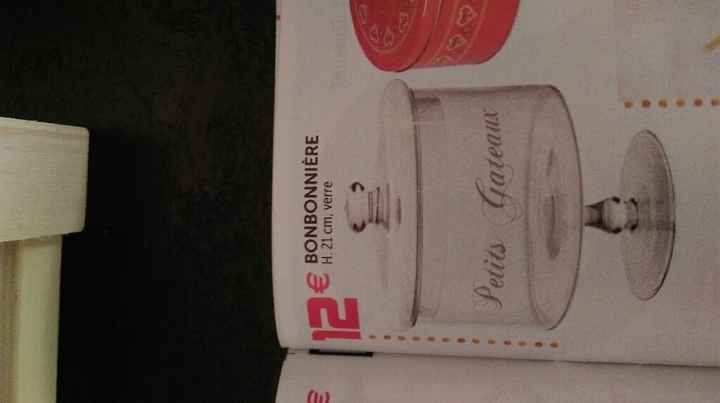 12€ BONBONNIÈRE
H. 21 cm, verre
Petits Gateaux
€